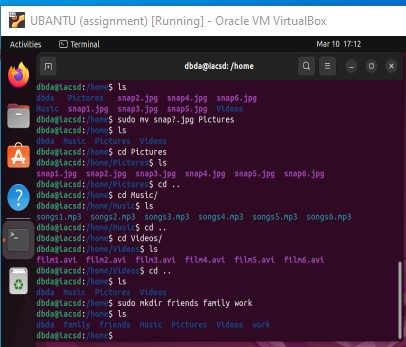 UBANTU (assignment) [Running] - Oracle VM VirtualBox
Activities Terminal Mar 10 17:12
dbda@iacsd: /home
dbda@iacsd:/home$ ls
dbda Pictures snap2.jpg snap4.jpg snap6.jpg
Music snap1.jpg snap3.jpg snap5.jpg Videos
dbda@iacsd:/home$ sudo mv snap?.jpg Pictures
dbda@iacsd:/home$ ls
dbda Music Pictures Videos
dbda@iacsd:/home$ cd Pictures
dbda@iacsd:/home/Pictures$ ls
snap1.jpg snap2.jpg snap3.jpg snap4.jpg snap5.jpg snap6.jpg
dbda@iacsd:/home/Pictures$ cd ..
dbda@iacsd:/home$ cd Music/
dbda@iacsd:/home/Music$ ls
songs1.mp3 songs2.mp3 songs3.mp3 songs4.mp3 songs5.mp3 songs6.mp3
dbda@iacsd:/home/Music$ cd ..
dbda@iacsd:/home$ cd Videos/
dbda@iacsd:/home/Videos$ ls
film1.avi film2.avi film3.avi film4.avi film5.avi film6.avi
dbda@iacsd:/home/Videos$ cd ..
dbda@iacsd:/home$ ls
dbda Music Pictures Videos
dbda@iacsd:/home$ sudo mkdir friends family work
dbda@iacsd:/home$ ls
dbda family friends Music Pictures Videos work
dbda@iacsd:/home$